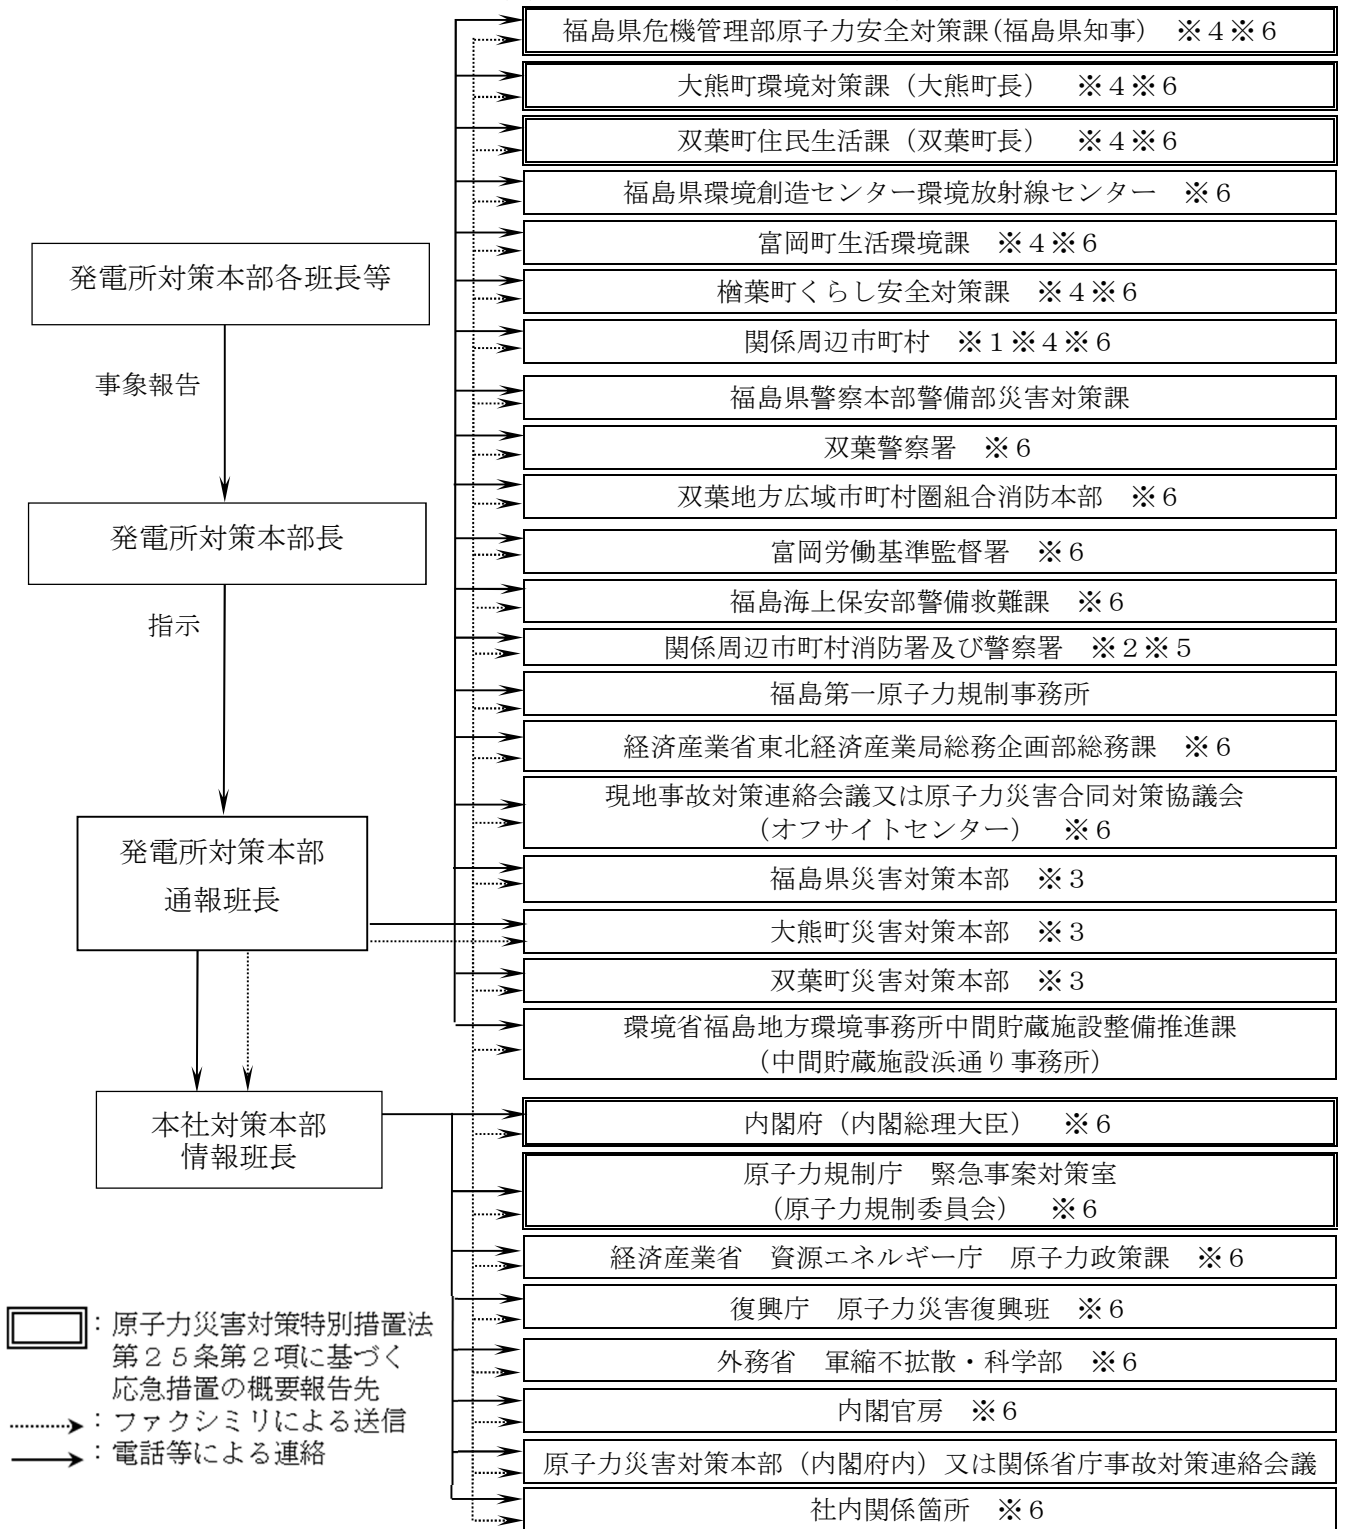 福島県危機管理部原子力安全対策課(福島県知事)　※４※６
大熊町環境対策課（大熊町長）　※４※６
双葉町住民生活課（双葉町長）　※４※６
福島県環境創造センター環境放射線センター　※６
富岡町生活環境課　※４※６
楢葉町くらし安全対策課　※４※６
関係周辺市町村　※１※４※６
福島県警察本部警備部災害対策課
双葉警察署　※６
双葉地方広域市町村圏組合消防本部　※６
富岡労働基準監督署　※６
福島海上保安部警備救難課　※６
関係周辺市町村消防署及び警察署　※２※５
福島第一原子力規制事務所
経済産業省東北経済産業局総務企画部総務課　※６
現地事故対策連絡会議又は原子力災害合同対策協議会
（オフサイトセンター）　※６
福島県災害対策本部　※３
大熊町災害対策本部　※３
双葉町災害対策本部　※３
環境省福島地方環境事務所中間貯蔵施設整備推進課
（中間貯蔵施設浜通り事務所）
発電所対策本部各班長等
事象報告
発電所対策本部長
指示
発電所対策本部
通報班長
本社対策本部
情報班長
内閣府（内閣総理大臣）　※６
原子力規制庁　緊急事案対策室
（原子力規制委員会）　※６
経済産業省　資源エネルギー庁　原子力政策課　※６
復興庁　原子力災害復興班　※６
外務省　軍縮不拡散・科学部　※６
内閣官房　※６
原子力災害対策本部（内閣府内）又は関係省庁事故対策連絡会議
社内関係箇所　※６
：原子力災害対策特別措置法
第２５条第２項に基づく
応急措置の概要報告先
：ファクシミリによる送信
：電話等による連絡